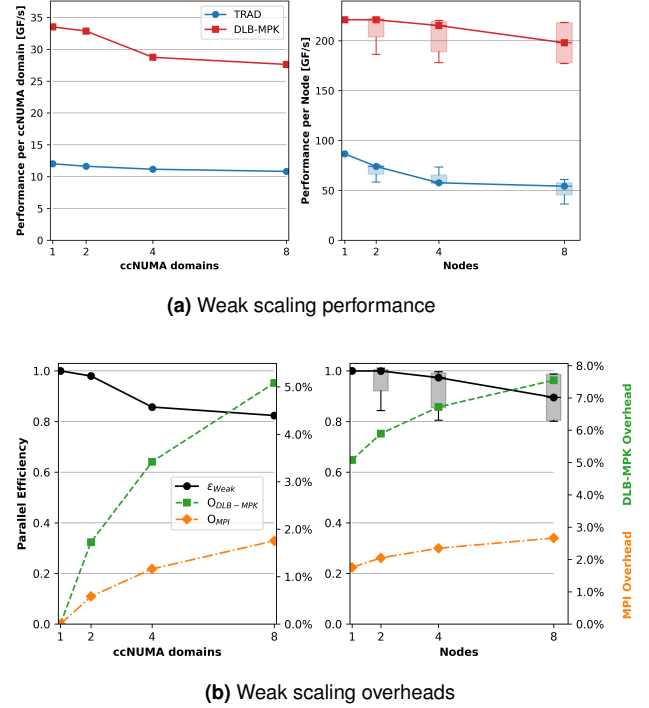 Performance per ccNUMA domain [GF/s]
35
30
25
20
15
10
5
0
TRAD
DLB-MPK
1 2 4 8
ccNUMA domains
Performance per Node [GF/s]
200
150
100
50
0
1 2 4 8
Nodes
(a) Weak scaling performance
Parallel Efficiency
1.0
0.8
0.6
0.4
0.2
0.0
ε_Weak
O_DLB−MPK
O_MPI
5.0%
4.0%
3.0%
2.0%
1.0%
0.0%
1 2 4 8
ccNUMA domains
1.0
0.8
0.6
0.4
0.2
0.0
8.0%
7.0%
6.0%
5.0%
4.0%
3.0%
2.0%
1.0%
0.0%
1 2 4 8
Nodes
DLB-MPK Overhead
MPI Overhead
(b) Weak scaling overheads